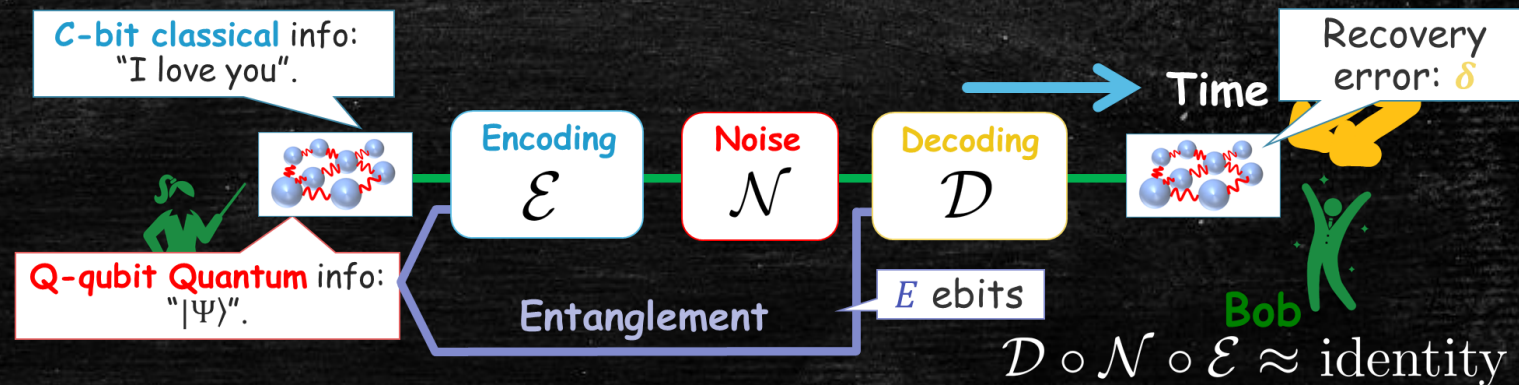 C-bit classical info:
“I love you”.
Recovery
error: δ
Time
Encoding
ℰ
Noise
𝒩
Decoding
𝒟
Q-qubit Quantum info:
“|Ψ⟩”.
Entanglement
E ebits
Bob
𝒟 ∘ 𝒩 ∘ ℰ ≈ identity